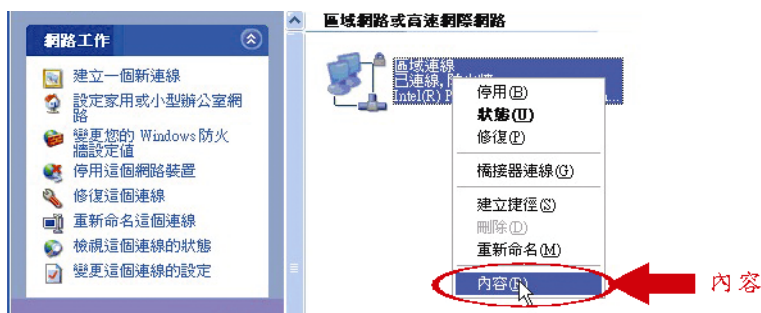 區域網路或高速網際網路
網路工作
建立一個新連線
設定家用或小型辦公室網
路
變更您的 Windows 防火
牆設定值
停用這個網路裝置
修復這個連線
重新命名這個連線
檢視這個連線的狀態
變更這個連線的設定
區域連線
已連線,
Intel(R) P
停用(B)
狀態(U)
修復(P)
橋接器連線(G)
建立捷徑(S)
刪除(D)
重新命名(M)
內容(R)
內容